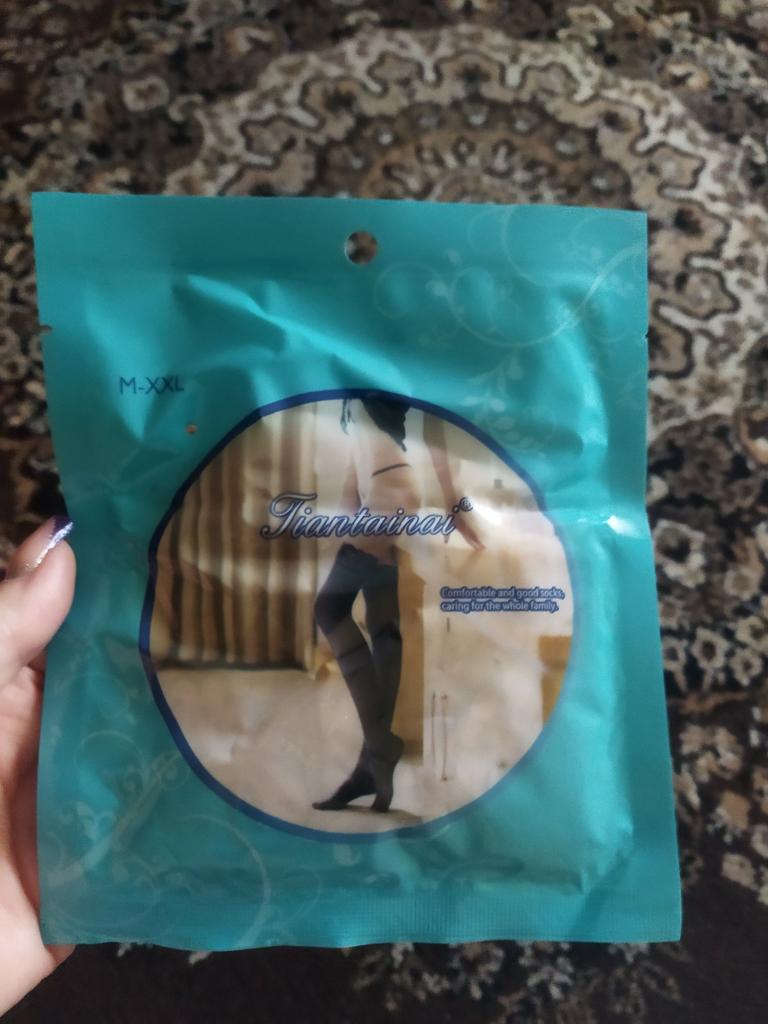 M-XXL
Tiantainai®
Comfortable and good socks,
caring for the whole family.